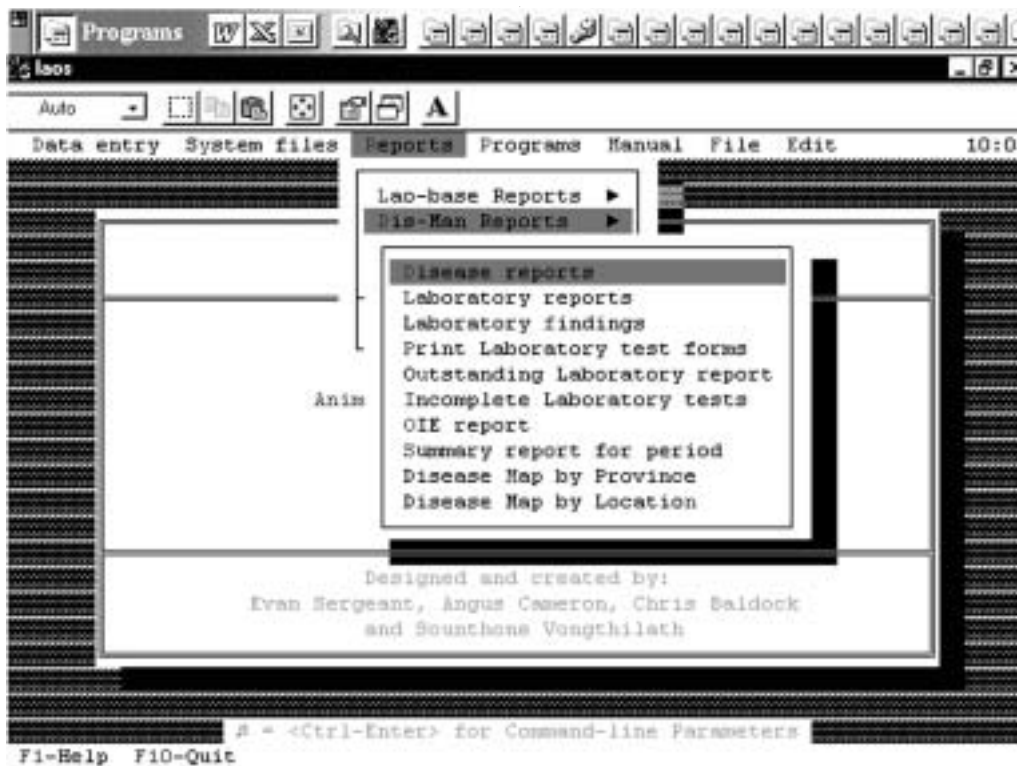 Programs
laos
Auto
A
Data entry System files Reports Programs Manual File Edit 10:0
Lao-base Reports ►
Dis-Man Reports ►
Disease reports
Laboratory reports
Laboratory findings
Print Laboratory test forms
Outstanding Laboratory report
Anim
Incomplete Laboratory tests
OIE report
Summary report for period
Disease Map by Province
Disease Map by Location
Designed and created by:
Evan Sergeant, Angus Cameron, Chris Baldock
and Sounthone Vongthilath
♬ = <Ctrl-Enter> for Command-line Parameters
F1-Help F10-Quit